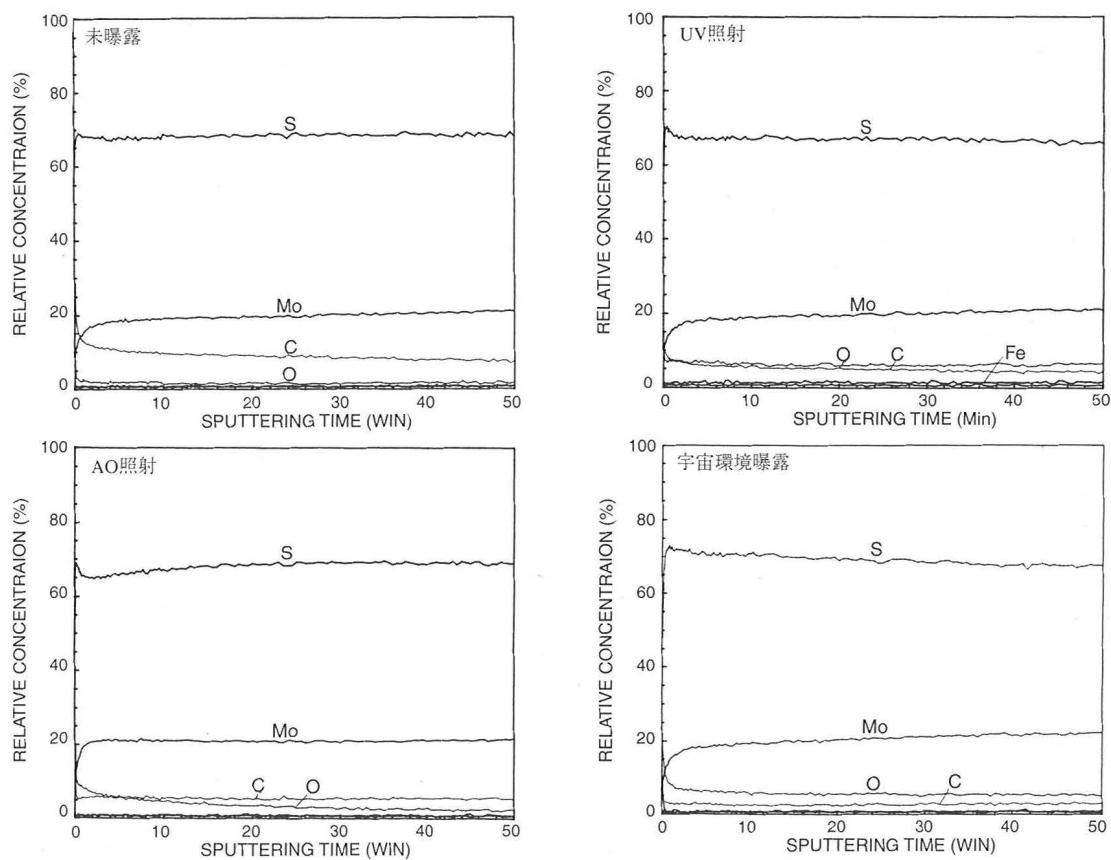 未曝露
RELATIVE CONCENTRAION (%)
100
80
60
40
20
0
S
Mo
C
O
0 10 20 30 40 50
SPUTTERING TIME (WIN)
UV照射
RELATIVE CONCENTRAION (%)
100
80
60
40
20
0
S
Mo
O C Fe
0 10 20 30 40 50
SPUTTERING TIME (Min)
AO照射
RELATIVE CONCENTRAION (%)
100
80
60
40
20
0
S
Mo
C O
0 10 20 30 40 50
SPUTTERING TIME (WIN)
宇宙環境曝露
RELATIVE CONCENTRAION (%)
100
80
60
40
20
0
S
Mo
O C
0 10 20 30 40 50
SPUTTERING TIME (WIN)